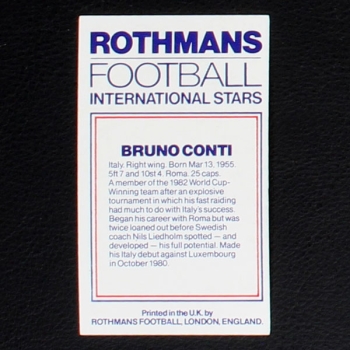 ROTHMANS
FOOTBALL
INTERNATIONAL STARS
BRUNO CONTI
Italy. Right wing. Born Mar 13, 1955.
5ft 7 and 10st 4. Roma. 25 caps.
A member of the 1982 World Cup-
Winning team after an explosive
tournament in which his fast raiding
had much to do with Italy's success.
Began his career with Roma but was
twice loaned out before Swedish
coach Nils Liedholm spotted — and
developed — his full potential. Made
his Italy debut against Luxembourg
in October 1980.
Printed in the U.K. by
ROTHMANS FOOTBALL, LONDON, ENGLAND.